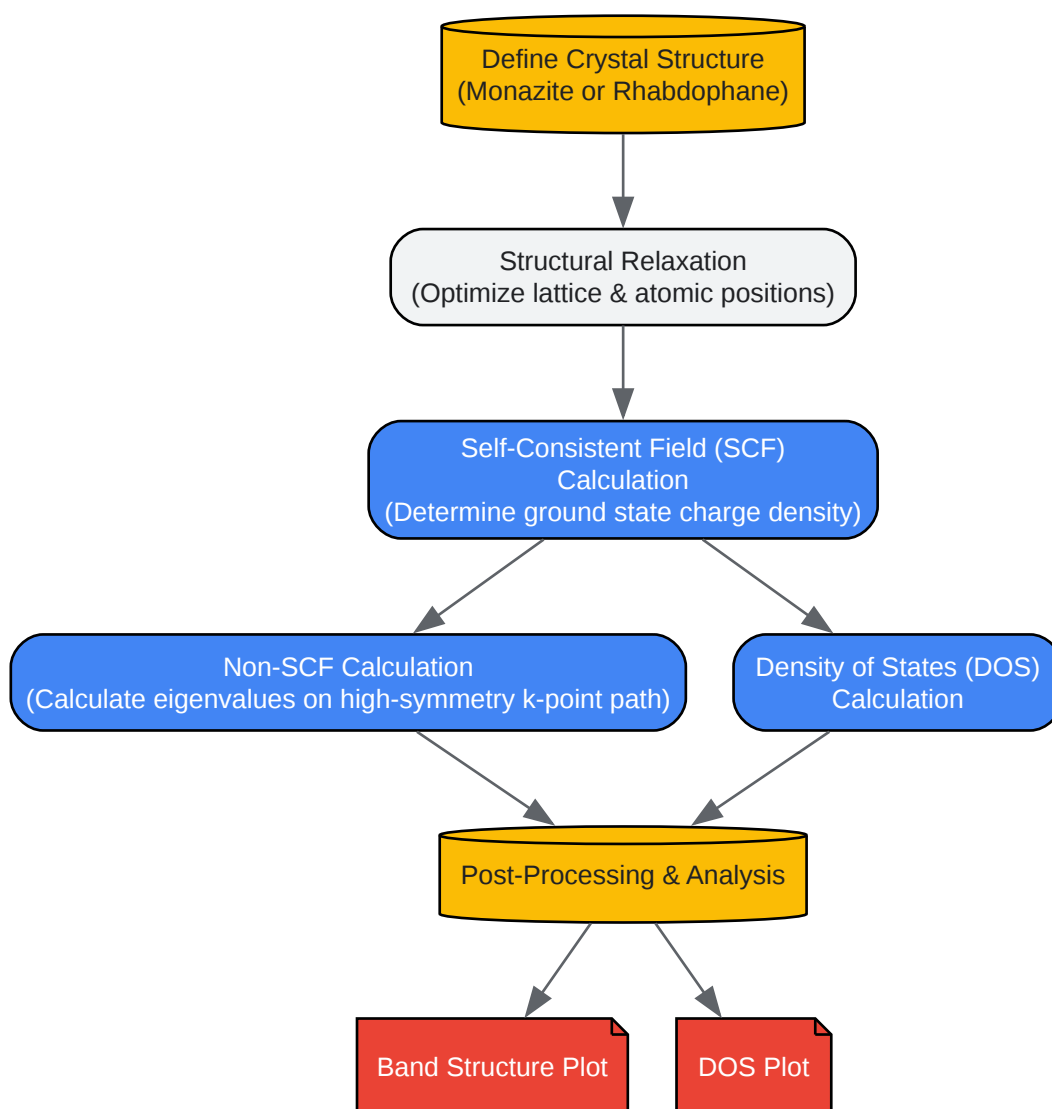 Define Crystal Structure
(Monazite or Rhabdophane)
Structural Relaxation
(Optimize lattice & atomic positions)
Self-Consistent Field (SCF)
Calculation
(Determine ground state charge density)
Non-SCF Calculation
(Calculate eigenvalues on high-symmetry k-point path)
Density of States (DOS)
Calculation
Post-Processing & Analysis
Band Structure Plot
DOS Plot